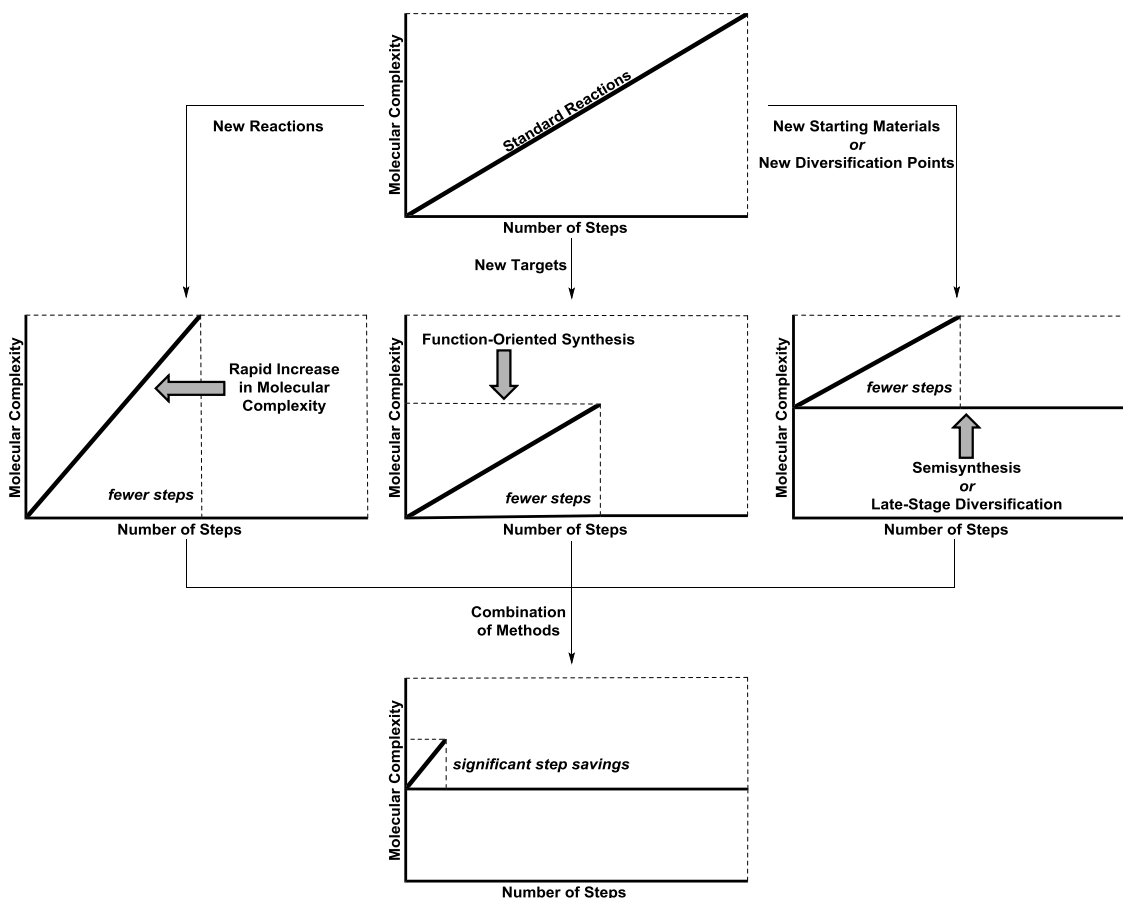 Molecular Complexity
Standard Reactions
Number of Steps
New Reactions
New Targets
New Starting Materials
or
New Diversification Points
Molecular Complexity
Rapid Increase
in Molecular
Complexity
fewer steps
Number of Steps
Molecular Complexity
Function-Oriented Synthesis
fewer steps
Number of Steps
Molecular Complexity
fewer steps
Semisynthesis
or
Late-Stage Diversification
Number of Steps
Combination
of Methods
Molecular Complexity
significant step savings
Number of Steps